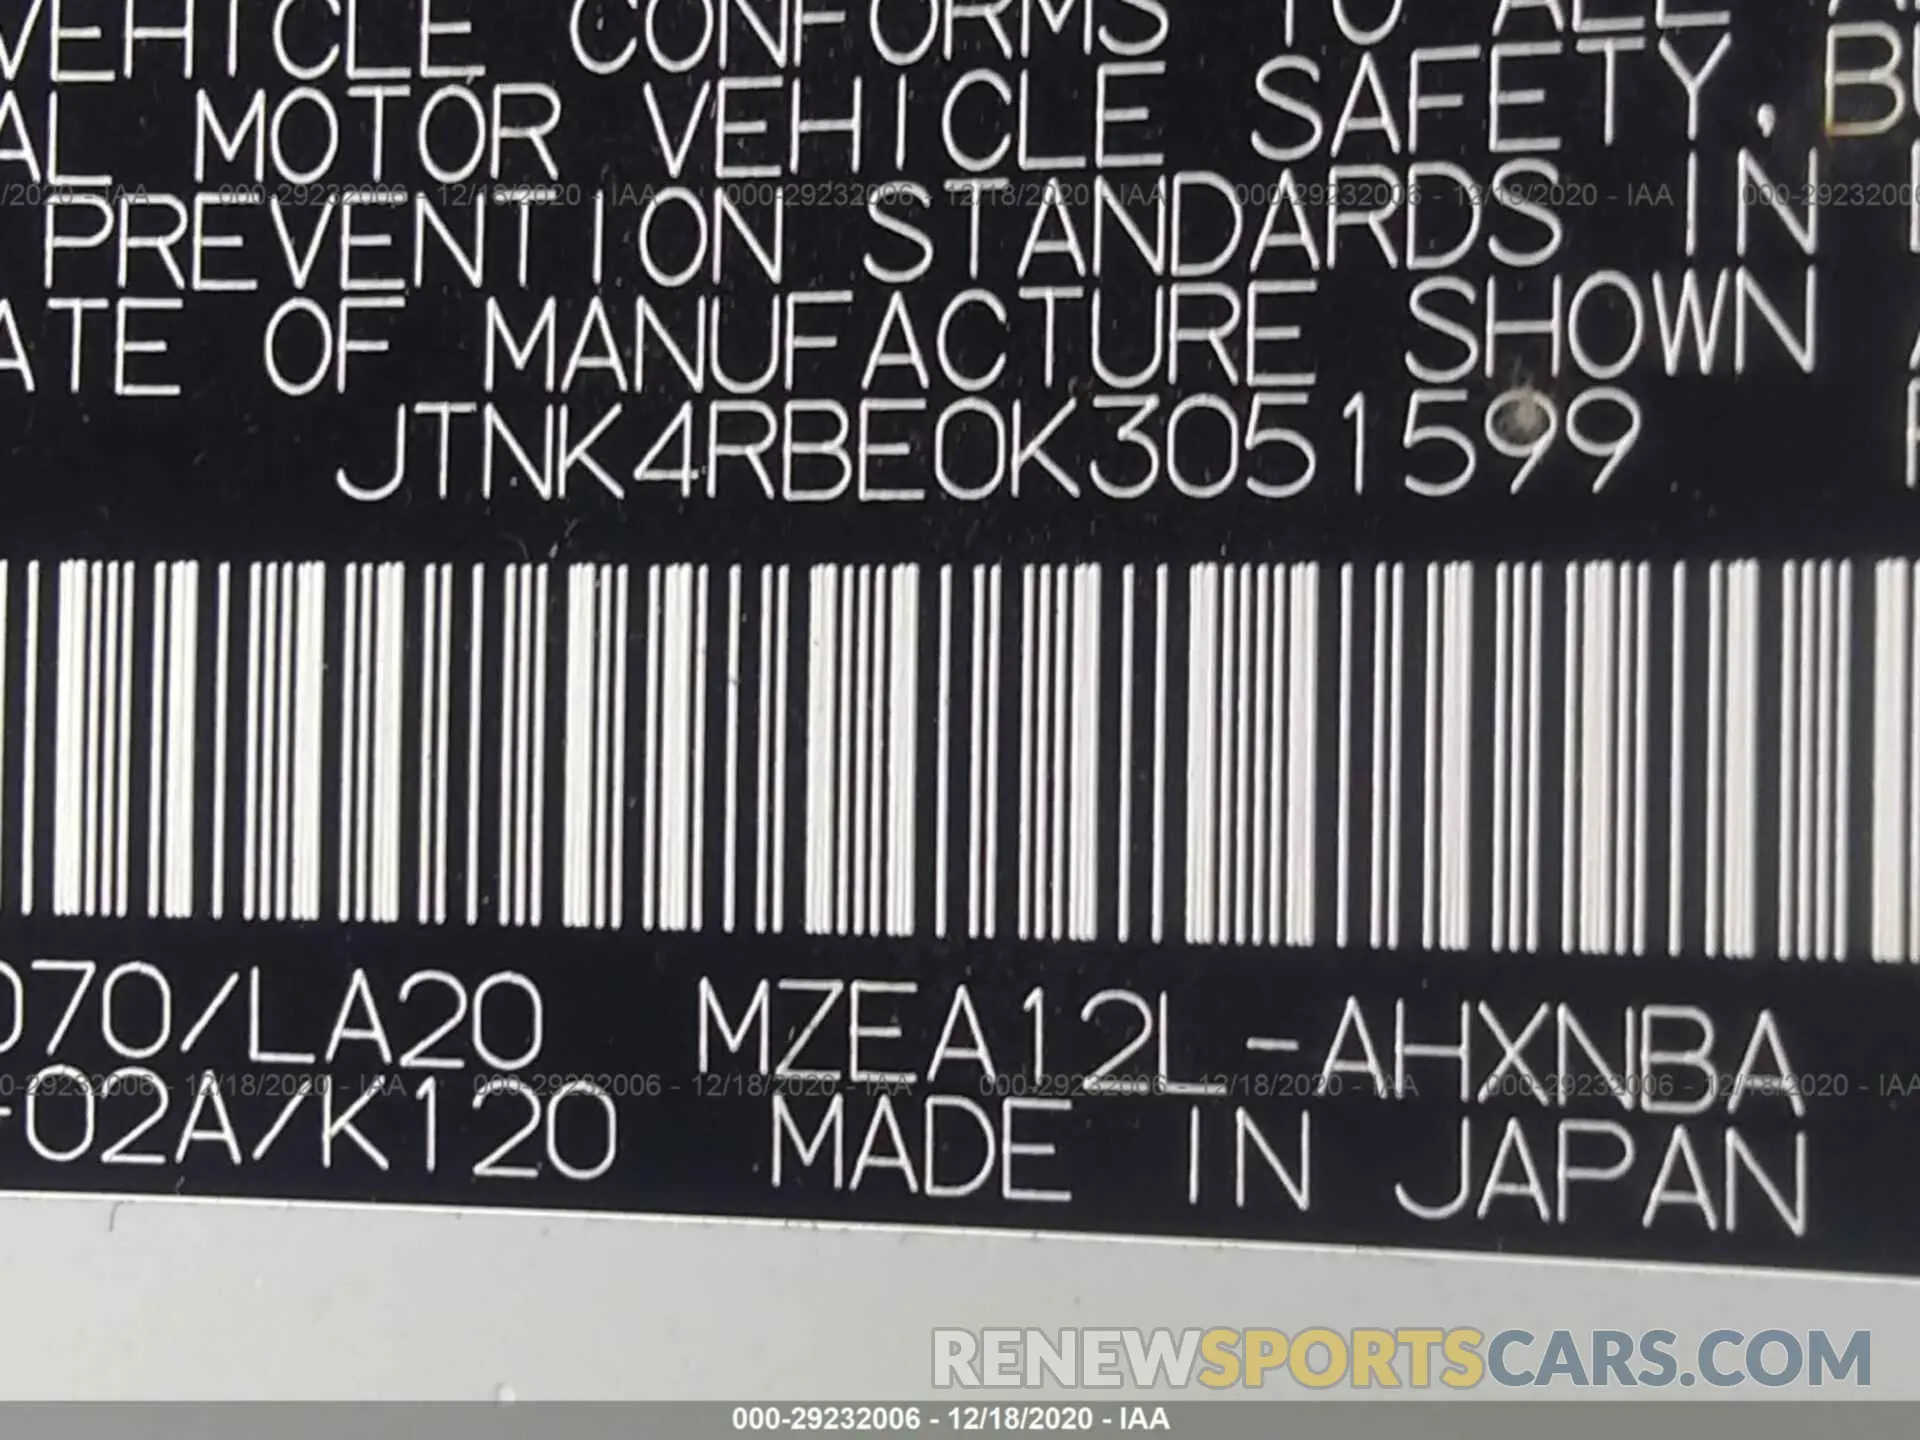 VEHICLE CONFORMS TO ALL
AL MOTOR VEHICLE SAFETY, BU
/2020 - IAA 000-29232006 - 12/18/2020 - IAA 000-29232006 - 12/18/2020 - IAA 000-29232006 - 12/18/2020 - IAA 000-2923200
PREVENTION STANDARDS IN
ATE OF MANUFACTURE SHOWN
JTNK4RBE0K3051599
070/LA20 MZEA12L-AHXNBA
0-29232006 - 12/18/2020 - IAA 000-29232006 - 12/18/2020 - IAA 000-29232006 - 12/18/2020 - IAA 000-29232006 - 12/18/2020 - IAA
-02A/K120 MADE IN JAPAN
RENEWSPORTSCARS.COM
000-29232006 - 12/18/2020 - IAA